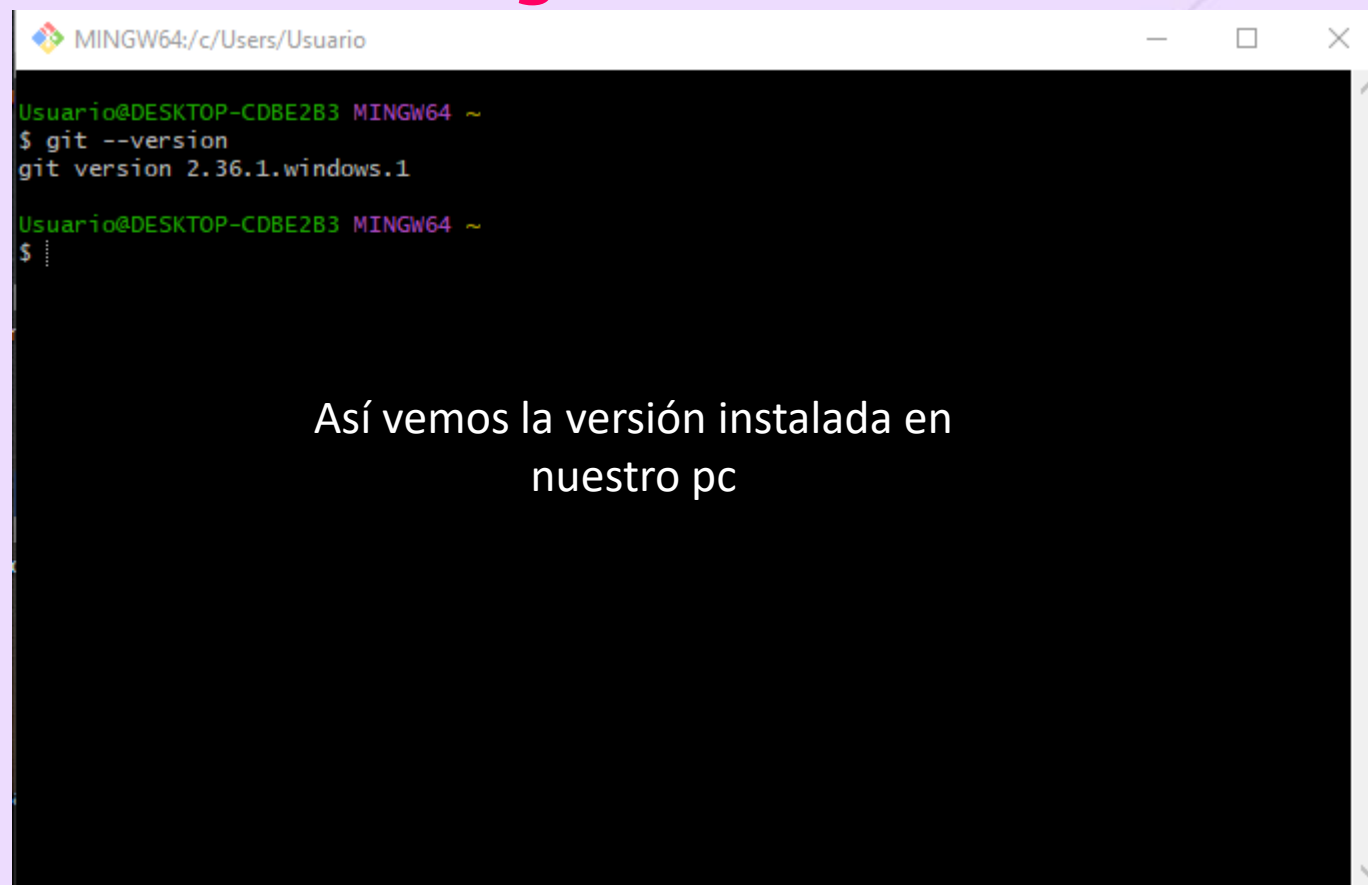 MINGW64:/c/Users/Usuario
Usuario@DESKTOP-CDBE2B3 MINGW64 ~
$ git --version
git version 2.36.1.windows.1
Usuario@DESKTOP-CDBE2B3 MINGW64 ~
$
Así vemos la versión instalada en
nuestro pc